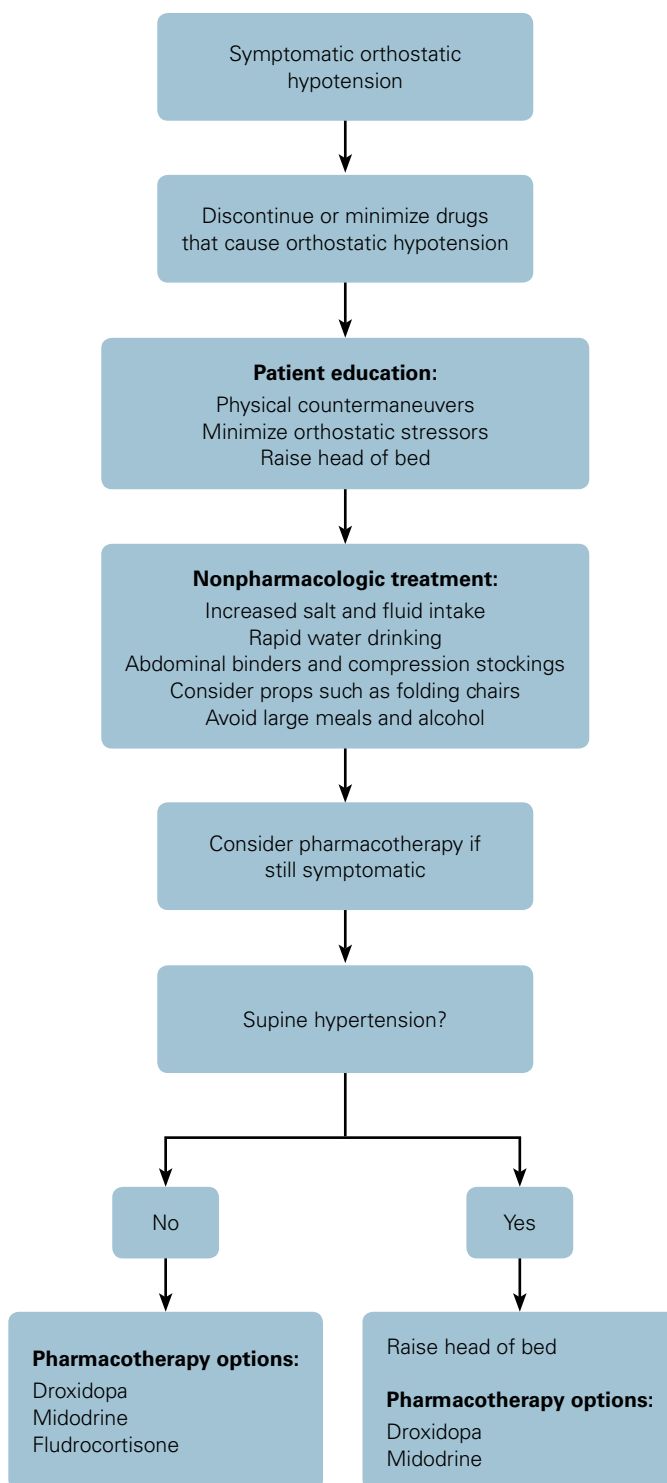 Symptomatic orthostatic
hypotension
Discontinue or minimize drugs
that cause orthostatic hypotension
Patient education:
Physical countermaneuvers
Minimize orthostatic stressors
Raise head of bed
Nonpharmacologic treatment:
Increased salt and fluid intake
Rapid water drinking
Abdominal binders and compression stockings
Consider props such as folding chairs
Avoid large meals and alcohol
Consider pharmacotherapy if
still symptomatic
Supine hypertension?
No
Yes
Pharmacotherapy options:
Droxidopa
Midodrine
Fludrocortisone
Raise head of bed
Pharmacotherapy options:
Droxidopa
Midodrine